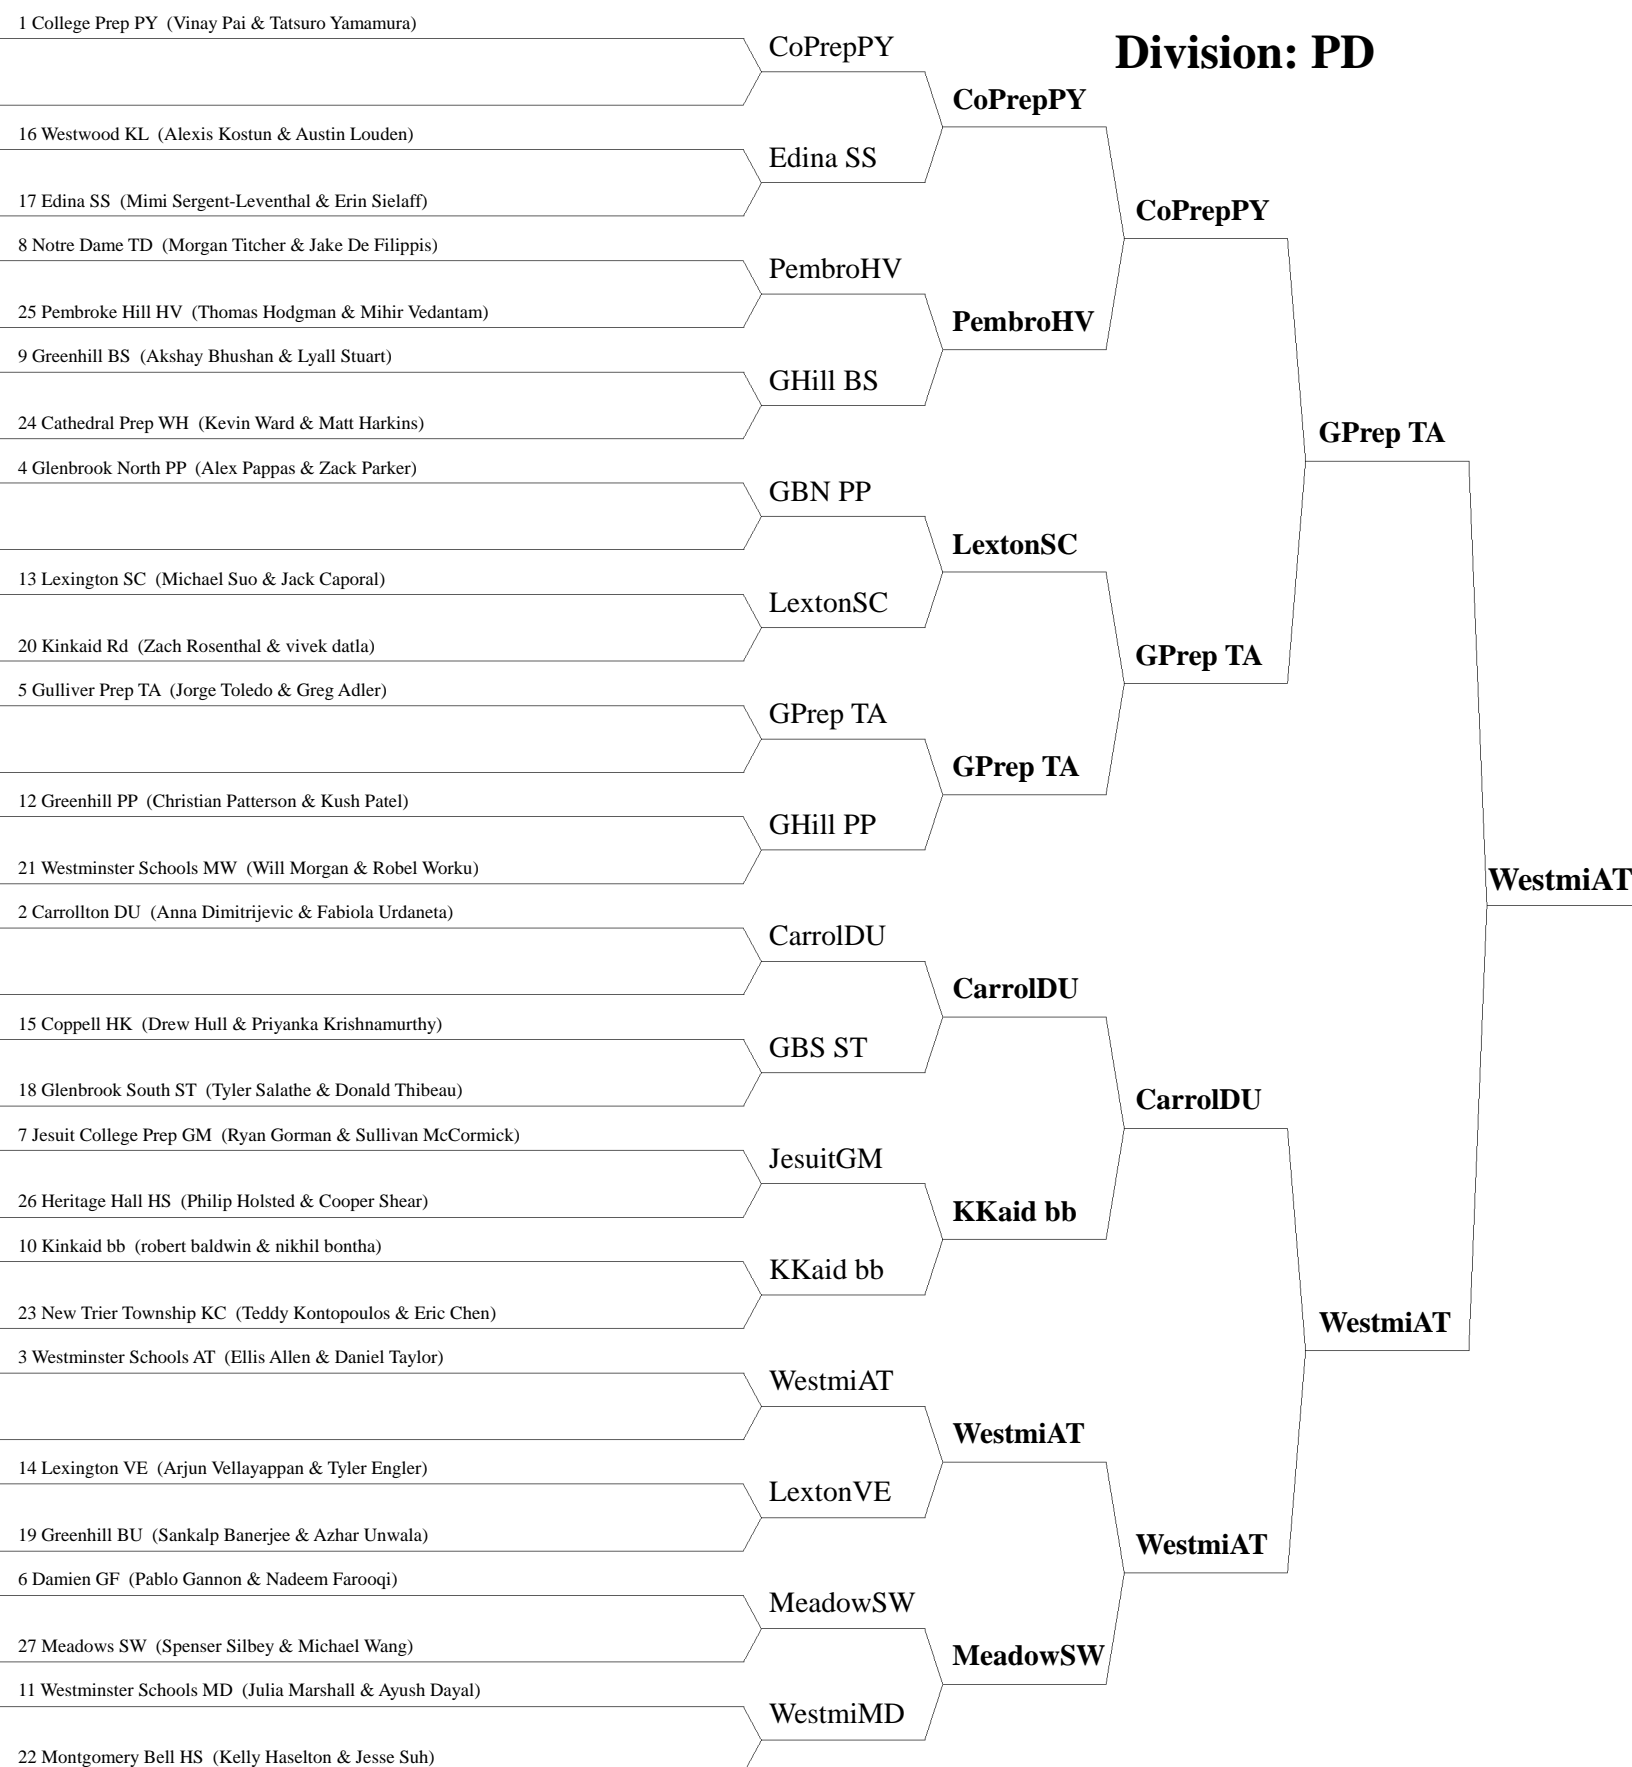 1 College Prep PY (Vinay Pai & Tatsuro Yamamura)
CoPrepPY
Division: PD
CoPrepPY
16 Westwood KL (Alexis Kostun & Austin Louden)
Edina SS
17 Edina SS (Mimi Sergent-Leventhal & Erin Sielaff)
CoPrepPY
8 Notre Dame TD (Morgan Titcher & Jake De Filippis)
PembroHV
25 Pembroke Hill HV (Thomas Hodgman & Mihir Vedantam)
PembroHV
9 Greenhill BS (Akshay Bhushan & Lyall Stuart)
GHill BS
24 Cathedral Prep WH (Kevin Ward & Matt Harkins)
GPrep TA
4 Glenbrook North PP (Alex Pappas & Zack Parker)
GBN PP
LextonSC
13 Lexington SC (Michael Suo & Jack Caporal)
LextonSC
20 Kinkaid Rd (Zach Rosenthal & vivek datla)
GPrep TA
5 Gulliver Prep TA (Jorge Toledo & Greg Adler)
GPrep TA
GPrep TA
12 Greenhill PP (Christian Patterson & Kush Patel)
GHill PP
21 Westminster Schools MW (Will Morgan & Robel Worku)
WestmiAT
2 Carrollton DU (Anna Dimitrijevic & Fabiola Urdaneta)
CarrolDU
CarrolDU
15 Coppell HK (Drew Hull & Priyanka Krishnamurthy)
GBS ST
18 Glenbrook South ST (Tyler Salathe & Donald Thibeau)
CarrolDU
7 Jesuit College Prep GM (Ryan Gorman & Sullivan McCormick)
JesuitGM
26 Heritage Hall HS (Philip Holsted & Cooper Shear)
KKaid bb
10 Kinkaid bb (robert baldwin & nikhil bontha)
KKaid bb
23 New Trier Township KC (Teddy Kontopoulos & Eric Chen)
WestmiAT
3 Westminster Schools AT (Ellis Allen & Daniel Taylor)
WestmiAT
WestmiAT
14 Lexington VE (Arjun Vellayappan & Tyler Engler)
LextonVE
19 Greenhill BU (Sankalp Banerjee & Azhar Unwala)
WestmiAT
6 Damien GF (Pablo Gannon & Nadeem Farooqi)
MeadowSW
27 Meadows SW (Spenser Silbey & Michael Wang)
MeadowSW
11 Westminster Schools MD (Julia Marshall & Ayush Dayal)
WestmiMD
22 Montgomery Bell HS (Kelly Haselton & Jesse Suh)